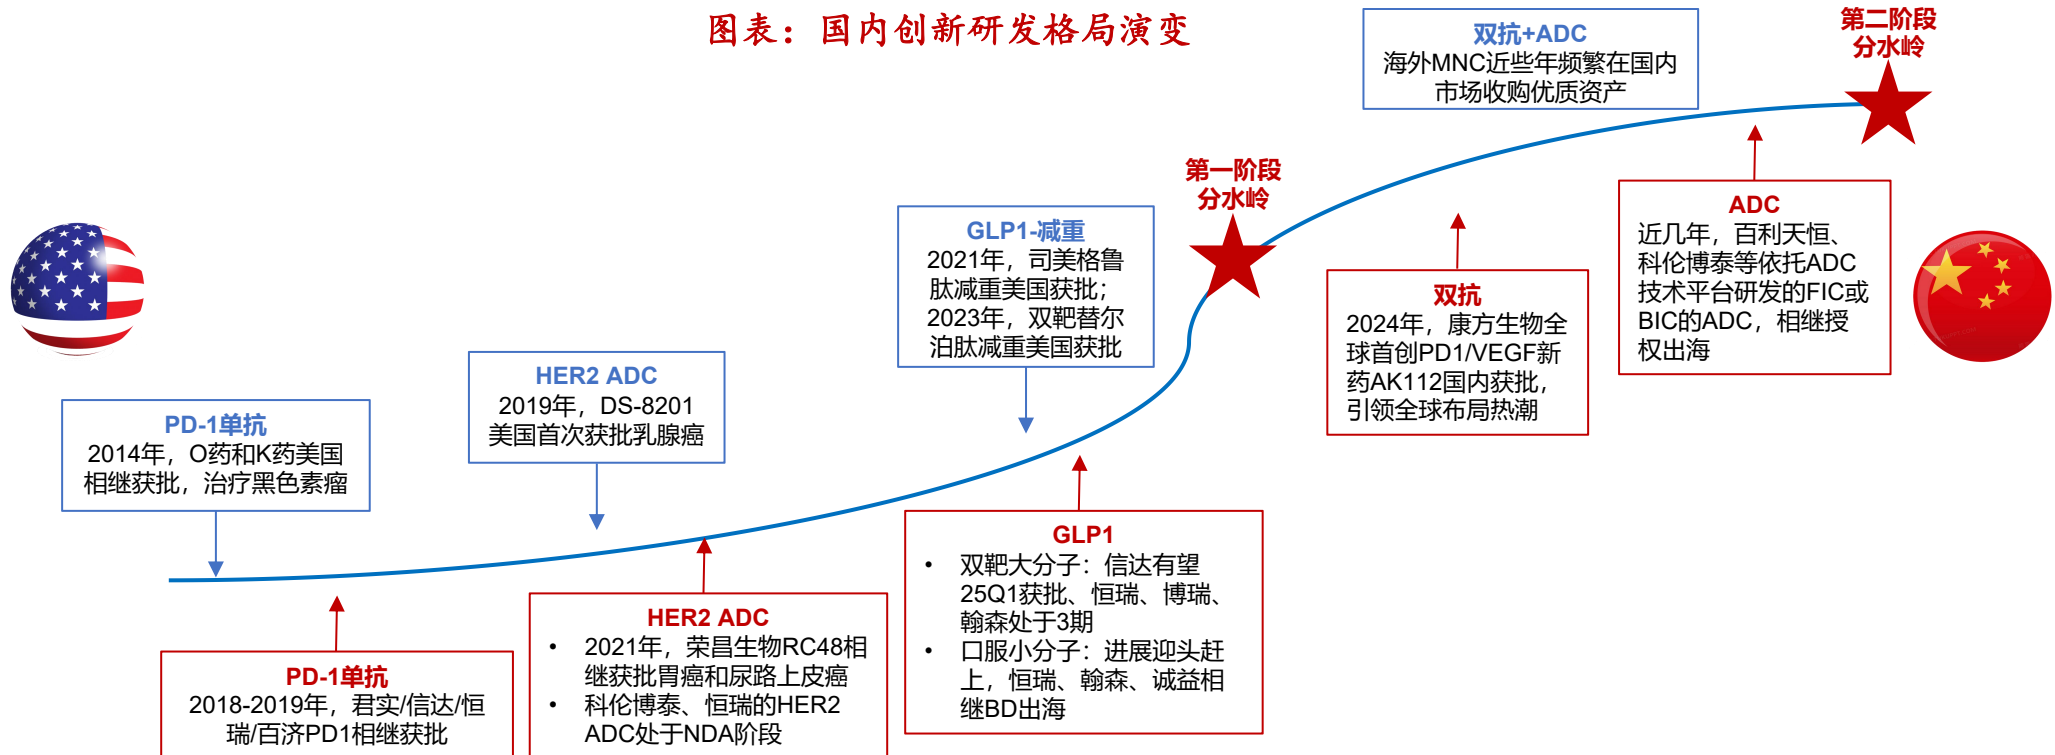 图表：国内创新研发格局演变
第二阶段
分水岭
双抗+ADC
海外MNC近些年频繁在国内
市场收购优质资产
第一阶段
分水岭
ADC
近几年，百利天恒、
科伦博泰等依托ADC
技术平台研发的FIC或
BIC的ADC，相继授
权出海
GLP1-减重
2021年，司美格鲁
肽减重美国获批；
2023年，双靶替尔
泊肽减重美国获批
双抗
2024年，康方生物全
球首创PD1/VEGF新
药AK112国内获批，
引领全球布局热潮
HER2 ADC
2019年，DS-8201
美国首次获批乳腺癌
PD-1单抗
2014年，O药和K药美国
相继获批，治疗黑色素瘤
GLP1
• 双靶大分子：信达有望
25Q1获批、恒瑞、博瑞、
翰森处于3期
• 口服小分子：进展迎头赶
上，恒瑞、翰森、诚益相
继BD出海
HER2 ADC
• 2021年，荣昌生物RC48相
继获批胃癌和尿路上皮癌
• 科伦博泰、恒瑞的HER2
ADC处于NDA阶段
PD-1单抗
2018-2019年，君实/信达/恒
瑞/百济PD1相继获批